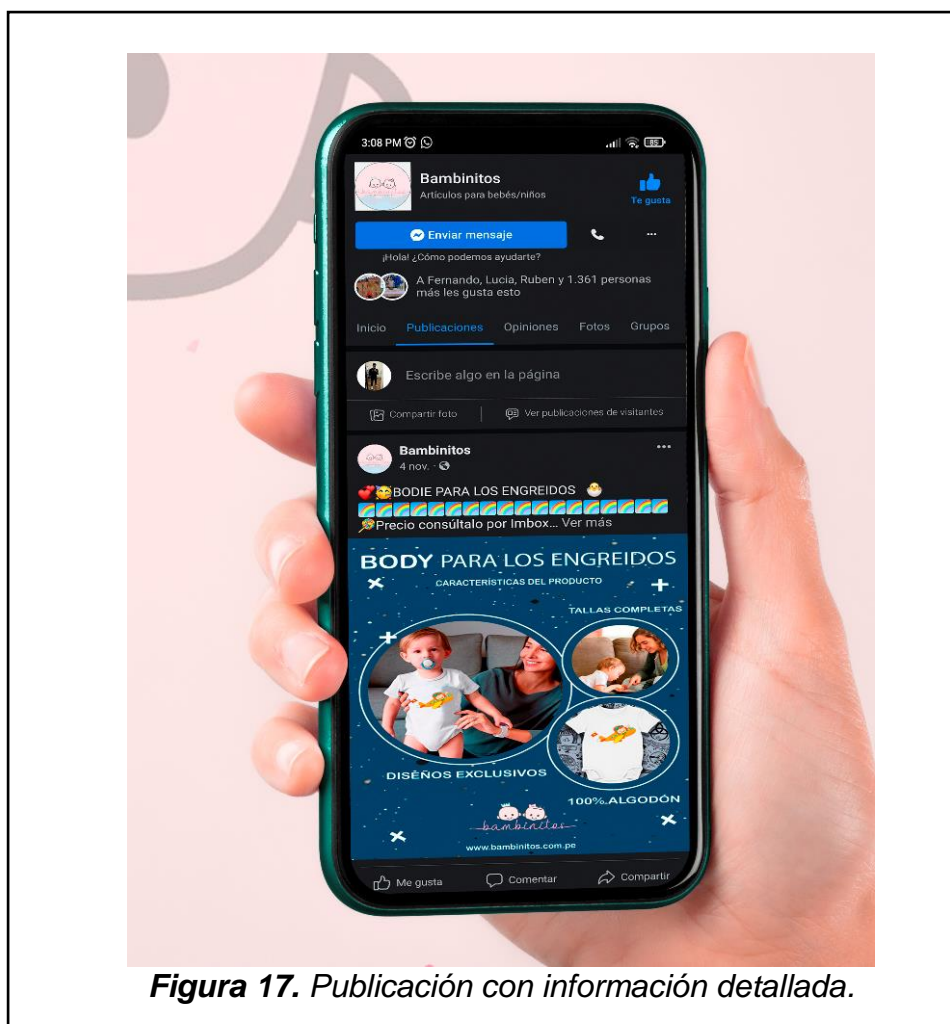 3:08 PM
85
Bambinitos
Artículos para bebés/niños
Te gusta
Enviar mensaje
¡Hola! ¿Cómo podemos ayudarte?
A Fernando, Lucia, Ruben y 1.361 personas
más les gusta esto
Inicio Publicaciones Opiniones Fotos Grupos
Escribe algo en la página
Compartir foto
Ver publicaciones de visitantes
Bambinitos
4 nov.
BODIE PARA LOS ENGREIDOS
Precio consúltalo por Imbox... Ver más
BODY PARA LOS ENGREIDOS
CARACTERÍSTICAS DEL PRODUCTO
TALLAS COMPLETAS
DISEÑOS EXCLUSIVOS
100% ALGODÓN
bambinitos
www.bambinitos.com.pe
Me gusta Comentar Compartir
Figura 17. Publicación con información detallada.